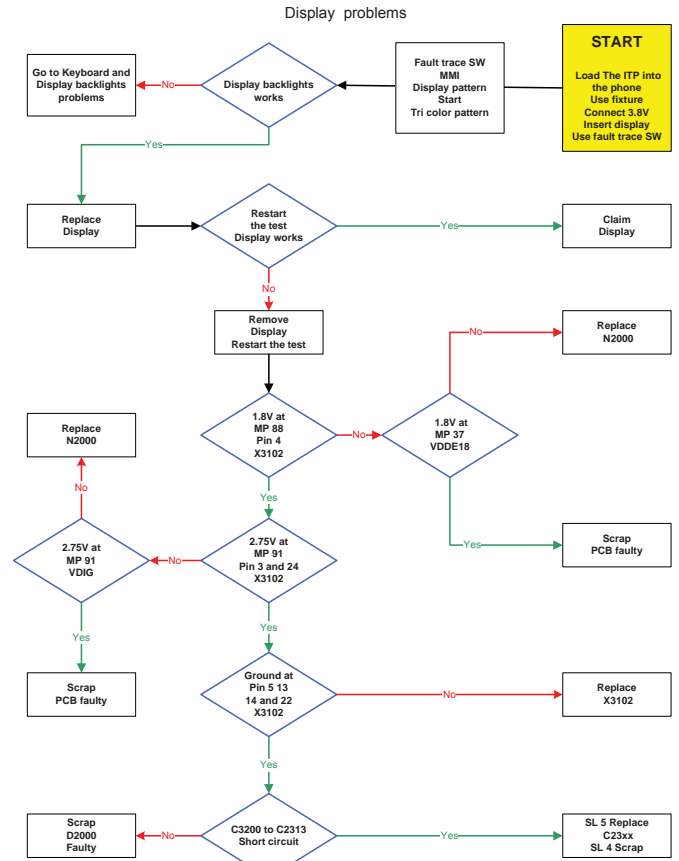 Display problems
START
Load The ITP into
the phone
Use fixture
Connect 3.8V
Insert display
Use fault trace SW
Fault trace SW
MMI
Display pattern
Start
Tri color pattern
Display backlights
works
No
Go to Keyboard and
Display backlights
problems
Yes
Replace
Display
Restart
the test
Display works
Yes
Claim
Display
No
Remove
Display
Restart the test
1.8V at
MP 88
Pin 4
X3102
No
1.8V at
MP 37
VDDE18
No
Replace
N2000
Yes
Scrap
PCB faulty
Yes
2.75V at
MP 91
Pin 3 and 24
X3102
No
2.75V at
MP 91
VDIG
No
Replace
N2000
Yes
Scrap
PCB faulty
Yes
Ground at
Pin 5 13
14 and 22
X3102
No
Replace
X3102
Yes
C3200 to C2313
Short circuit
No
Scrap
D2000
Faulty
Yes
SL 5 Replace
C23xx
SL 4 Scrap